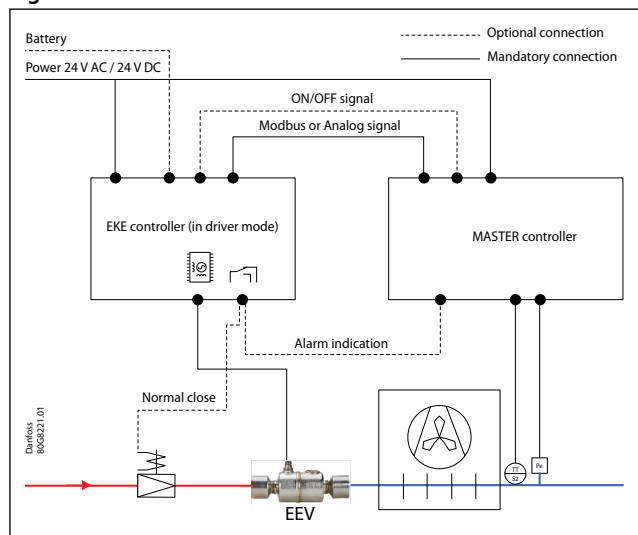 Battery
Optional connection
Power 24 V AC / 24 V DC
Mandatory connection
ON/OFF signal
Modbus or Analog signal
EKE controller (in driver mode)
MASTER controller
Alarm indication
Normal close
Danfoss
80G8221.01
TT
S2
Pe
EEV